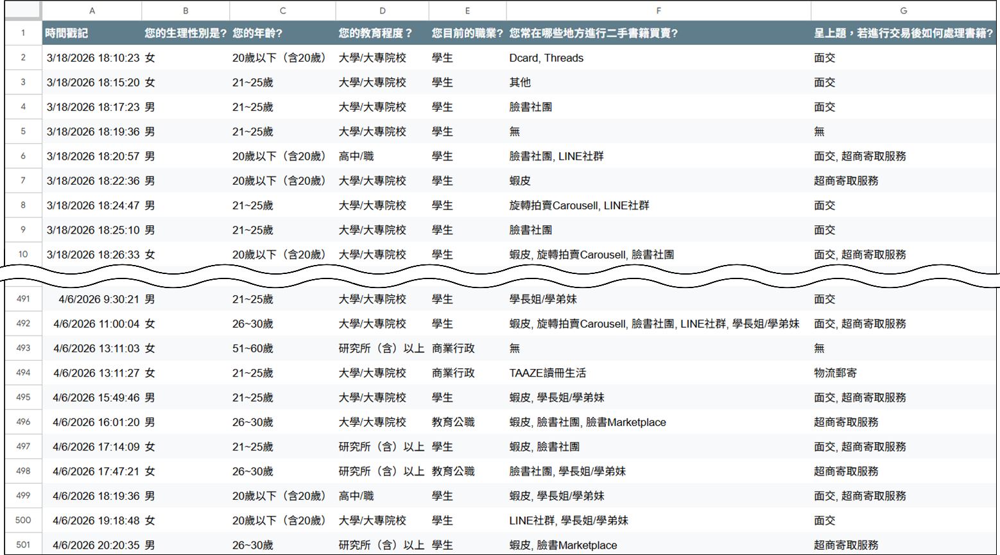 A B C D E F G
1 時間戳記 您的生理性別是? 您的年齡? 您的教育程度？ 您目前的職業? 您常在哪些地方進行二手書籍買賣? 呈上題，若進行交易後如何處理書籍?
2 3/18/2026 18:10:23 女 20歲以下（含20歲） 大學/大專院校 學生 Dcard, Threads 面交
3 3/18/2026 18:15:20 女 21~25歲 大學/大專院校 學生 其他 面交
4 3/18/2026 18:17:23 男 21~25歲 大學/大專院校 學生 臉書社團 面交
5 3/18/2026 18:19:36 男 21~25歲 大學/大專院校 學生 無 無
6 3/18/2026 18:20:57 男 20歲以下（含20歲） 高中/職 學生 臉書社團, LINE社群 面交, 超商寄取服務
7 3/18/2026 18:22:36 男 20歲以下（含20歲） 大學/大專院校 學生 蝦皮 超商寄取服務
8 3/18/2026 18:24:47 男 21~25歲 大學/大專院校 學生 旋轉拍賣Carousell, LINE社群 面交
9 3/18/2026 18:25:10 男 21~25歲 大學/大專院校 學生 臉書社團 面交
10 3/18/2026 18:26:33 女 20歲以下（含20歲） 大學/大專院校 學生 蝦皮, 旋轉拍賣Carousell, 臉書社團 面交, 超商寄取服務
491 4/6/2026 9:30:21 男 21~25歲 大學/大專院校 學生 學長姐/學弟妹 面交
492 4/6/2026 11:00:04 女 26~30歲 大學/大專院校 學生 蝦皮, 旋轉拍賣Carousell, 臉書社團, LINE社群, 學長姐/學弟妹 面交, 超商寄取服務
493 4/6/2026 13:11:03 女 51~60歲 研究所（含）以上 商業行政 無 無
494 4/6/2026 13:11:27 女 21~25歲 大學/大專院校 商業行政 TAAZE讀冊生活 物流郵寄
495 4/6/2026 15:49:46 男 21~25歲 大學/大專院校 學生 蝦皮, 學長姐/學弟妹 面交, 超商寄取服務
496 4/6/2026 16:01:20 男 26~30歲 大學/大專院校 教育公職 蝦皮, 臉書社團, 臉書Marketplace 超商寄取服務
497 4/6/2026 17:14:09 女 21~25歲 研究所（含）以上 學生 蝦皮, 臉書社團 面交, 超商寄取服務
498 4/6/2026 17:47:21 女 26~30歲 研究所（含）以上 教育公職 臉書社團, 學長姐/學弟妹 超商寄取服務
499 4/6/2026 18:19:36 男 20歲以下（含20歲） 高中/職 學生 蝦皮, 學長姐/學弟妹 面交, 超商寄取服務
500 4/6/2026 19:18:48 女 20歲以下（含20歲） 大學/大專院校 學生 LINE社群, 學長姐/學弟妹 面交
501 4/6/2026 20:20:35 男 26~30歲 研究所（含）以上 學生 蝦皮, 臉書Marketplace 超商寄取服務